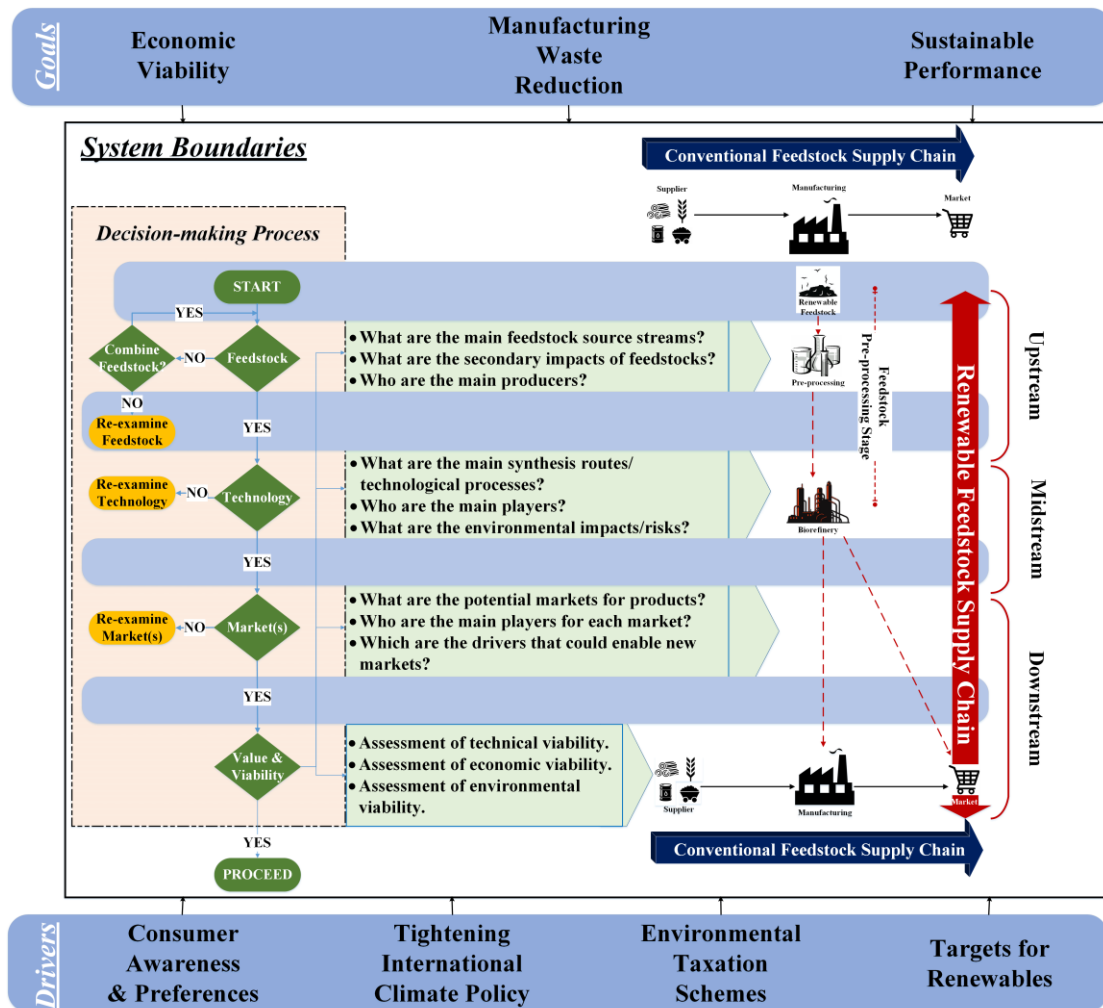 Goals
Economic
Viability
Manufacturing
Waste
Reduction
Sustainable
Performance
System Boundaries
Conventional Feedstock Supply Chain
Supplier
Manufacturing
Market
Decision-making Process
START
YES
Combine
Feedstock?
NO
Feedstock
• What are the main feedstock source streams?
• What are the secondary impacts of feedstocks?
• Who are the main producers?
Renewable
Feedstock
Pre-processing
Feedstock
Pre-processing Stage
Upstream
NO
Re-examine
Feedstock
YES
Re-examine
Technology
NO
Technology
• What are the main synthesis routes/
technological processes?
• Who are the main players?
• What are the environmental impacts/risks?
Biorefinery
Midstream
Renewable Feedstock Supply Chain
YES
Re-examine
Market(s)
NO
Market(s)
• What are the potential markets for products?
• Who are the main players for each market?
• Which are the drivers that could enable new
markets?
Downstream
YES
Value &
Viability
• Assessment of technical viability.
• Assessment of economic viability.
• Assessment of environmental
viability.
Supplier
Manufacturing
Market
YES
PROCEED
Conventional Feedstock Supply Chain
Drivers
Consumer
Awareness
& Preferences
Tightening
International
Climate Policy
Environmental
Taxation
Schemes
Targets for
Renewables